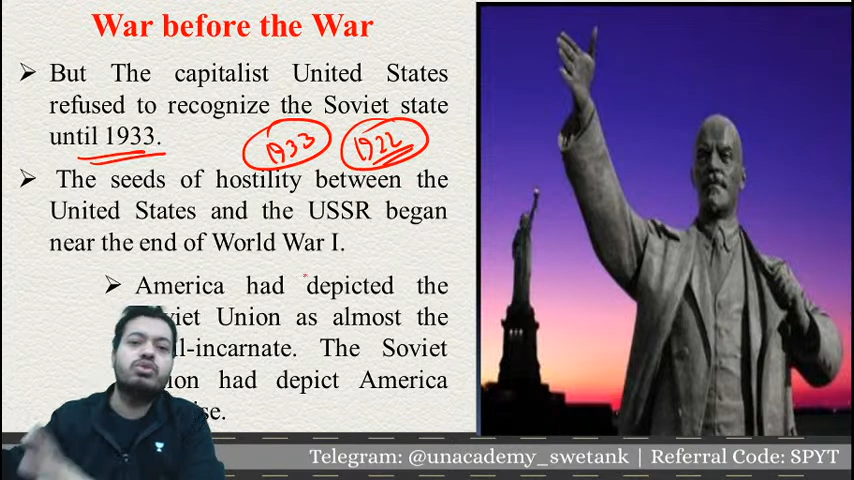 War before the War
➤ But The capitalist United States
refused to recognize the Soviet state
until 1933.
1933 1922
➤ The seeds of hostility between the
United States and the USSR began
near the end of World War I.
➤ America had depicted the
viet Union as almost the
ll-incarnate. The Soviet
ion had depict America
ise.
Telegram: @unacademy_swetank | Referral Code: SPYT